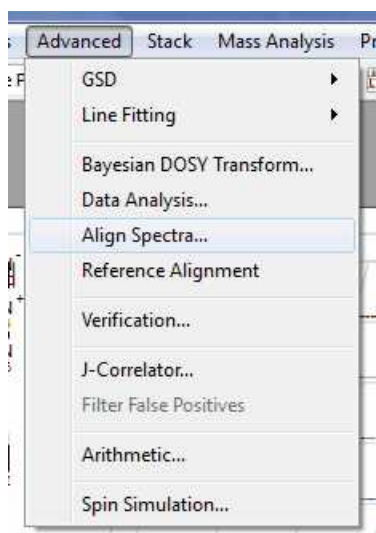 Advanced Stack Mass Analysis
GSD
Line Fitting
Bayesian DOSY Transform...
Data Analysis...
Align Spectra...
Reference Alignment
Verification...
J-Correlator...
Filter False Positives
Arithmetic...
Spin Simulation...